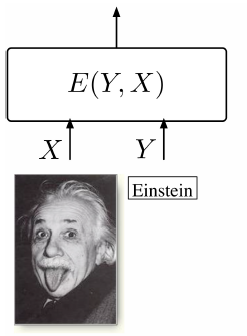 E(Y, X)
X Y
Einstein